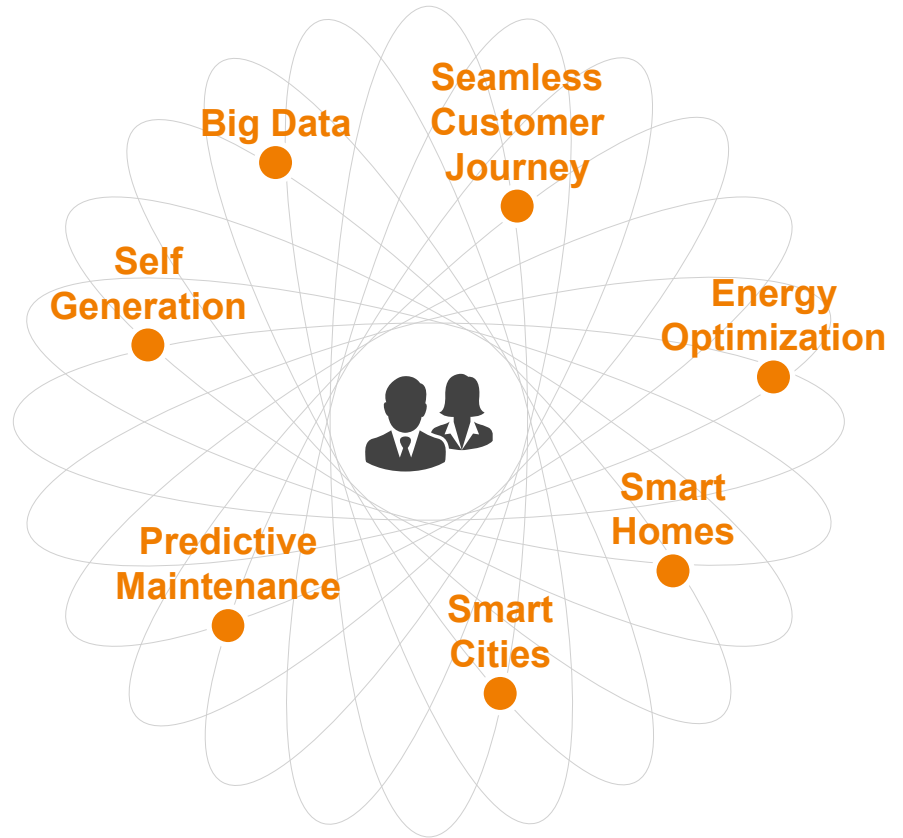 Seamless
Customer
Journey
Big Data
Self
Generation
Energy
Optimization
Smart
Homes
Predictive
Maintenance
Smart
Cities